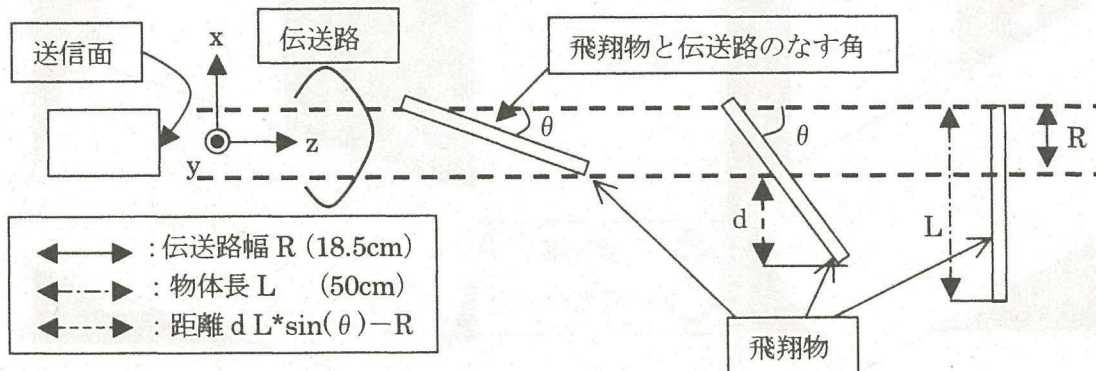 送信面
x
y
z
伝送路
飛翔物と伝送路のなす角
θ
θ
d
L
R
：伝送路幅 R (18.5cm)
：物体長 L (50cm)
：距離 d L*sin(θ)−R
飛翔物